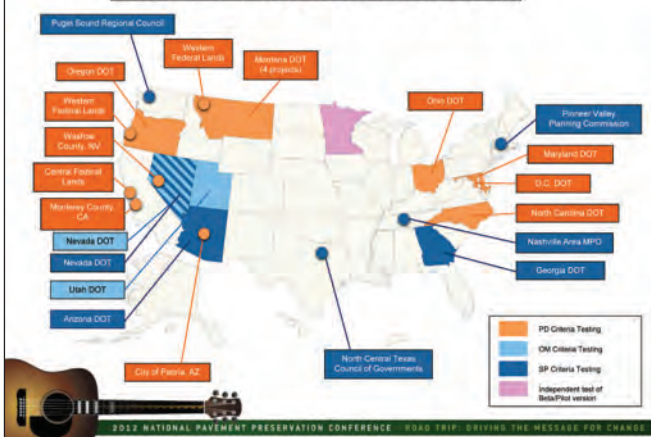 Pugin Sound Regional Council
Western
Federal Lands
Montana DOT
(4 projects)
Oregon DOT
Western
Federal Lands
Washoe
County, NV
Central Federal
Lands
Monterey County,
CA
Nevada DOT
Nevada DOT
Utah DOT
Arizona DOT
City of Peoria, AZ
North Central Texas
Council of Governments
Ohio DOT
Pinneer Valley
Planning Commission
Maryland DOT
D.C. DOT
North Carolina DOT
Nashville Area MPO
Georgia DOT
PD Criteria Testing
OM Criteria Testing
SP Criteria Testing
Independent test of
Beta/Pilot version
2012 NATIONAL PAVEMENT PRESERVATION CONFERENCE ROAD TRIP: DRIVING THE MESSAGE FOR CHANGE